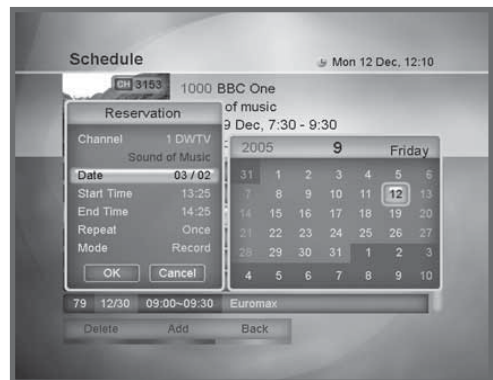 Schedule
Mon 12 Dec, 12:10
CH 3153
1000 BBC One
of music
9 Dec, 7:30 - 9:30
Reservation
Channel 1 DWTV
Sound of Music
Date 03 / 02
Start Time 13:25
End Time 14:25
Repeat Once
Mode Record
OK Cancel
2005 9 Friday
31 1 2 3 4 5 6
7 8 9 10 11 12 13
14 15 16 17 18 19 20
21 22 23 24 25 26 27
28 29 30 31 1 2 3
4 5 6 7 8 9 10
79 12/30 09:00~09:30 Euromax
Delete Add Back